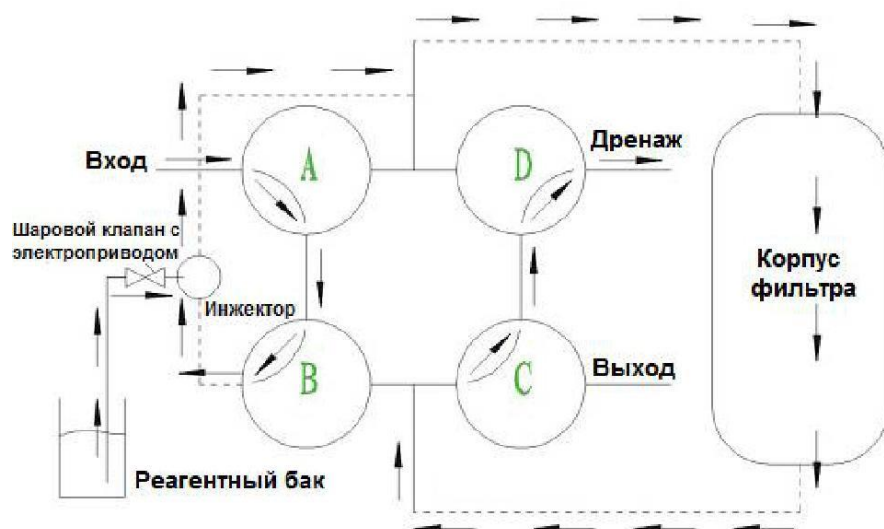 Вход
A
D
Дренаж
Шаровой клапан с
электроприводом
Инжектор
Корпус
фильтра
B
C
Выход
Реагентный бак